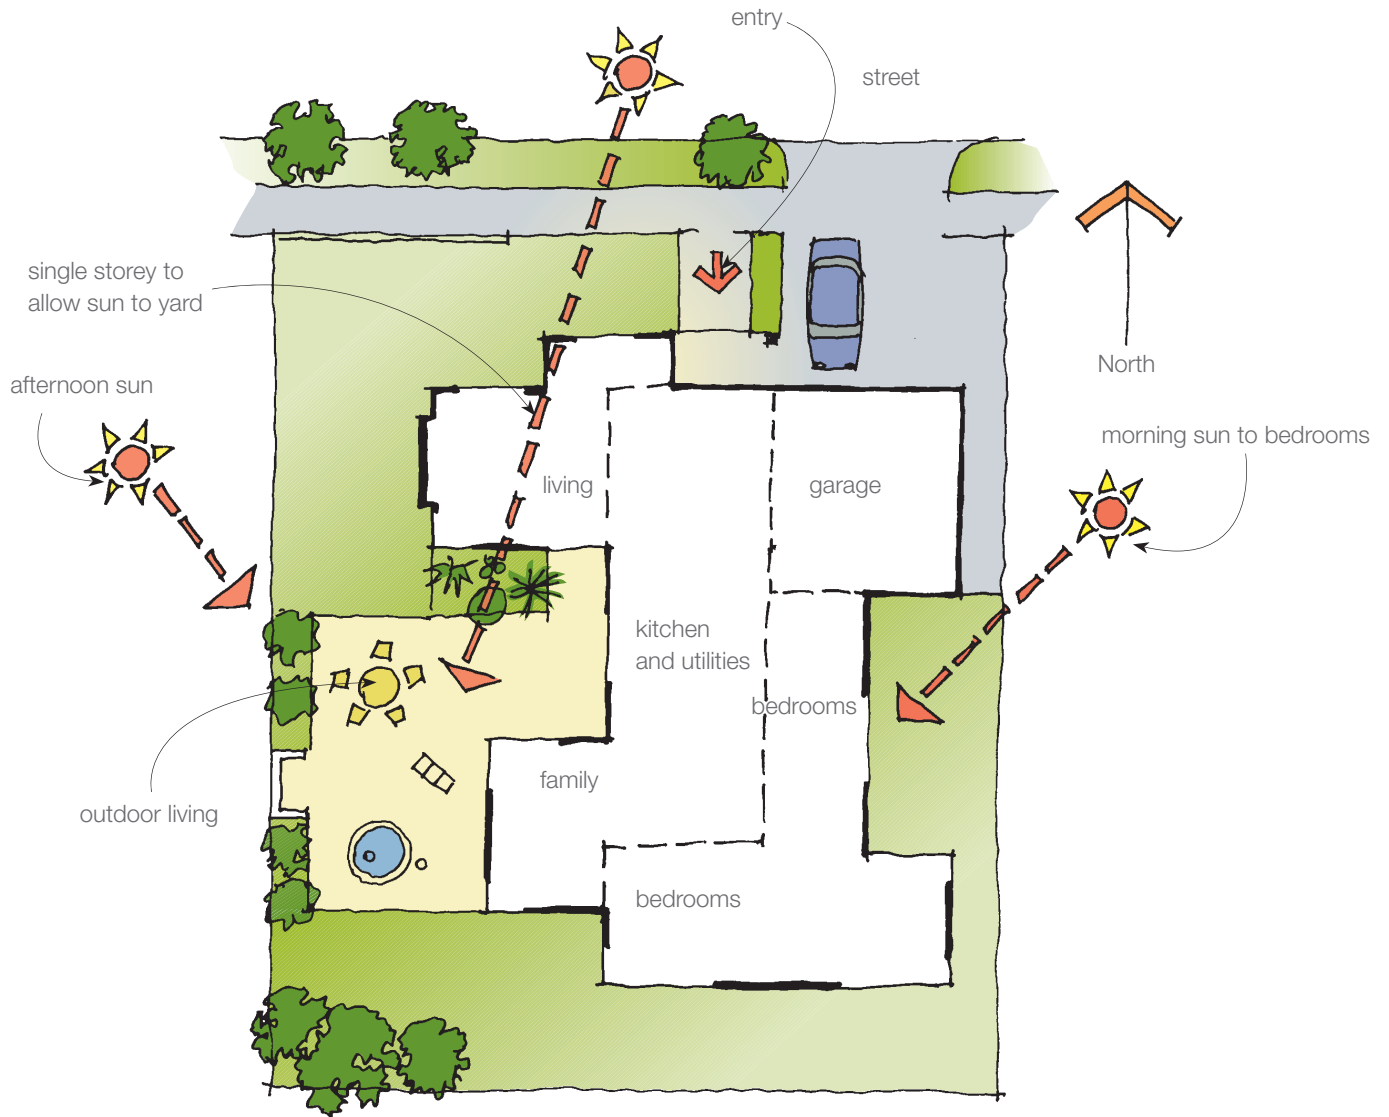 entry
street
single storey to
allow sun to yard
North
afternoon sun
morning sun to bedrooms
living
garage
kitchen
and utilities
bedrooms
family
outdoor living
bedrooms